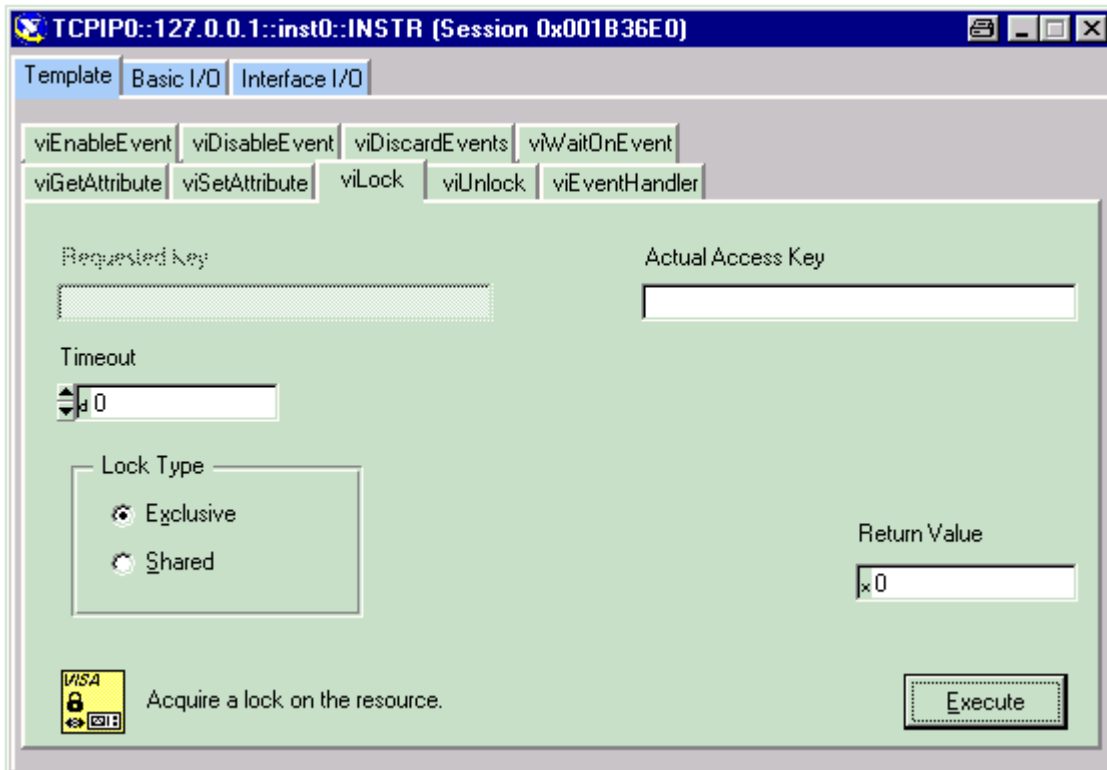 TCPIP0::127.0.0.1::inst0::INSTR (Session 0x001B36E0)
Template Basic I/O Interface I/O
viEnableEvent viDisableEvent viDiscardEvents viWaitOnEvent
viGetAttribute viSetAttribute viLock viUnlock viEventHandler
Requested Key Actual Access Key
Timeout
d 0
Lock Type
Exclusive
Shared
Return Value
x 0
VISA
Acquire a lock on the resource.
Execute